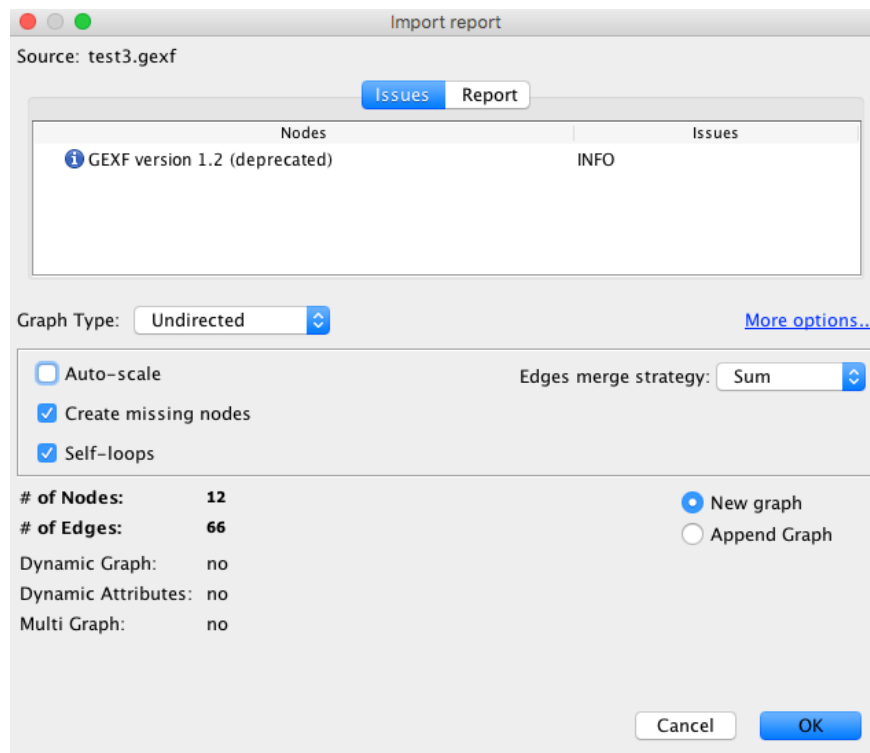 Import report
Source: test3.gexf
Issues Report
Nodes Issues
GEXF version 1.2 (deprecated) INFO
Graph Type: Undirected More options..
Auto-scale Edges merge strategy: Sum
Create missing nodes
Self-loops
# of Nodes: 12 New graph
# of Edges: 66 Append Graph
Dynamic Graph: no
Dynamic Attributes: no
Multi Graph: no
Cancel OK